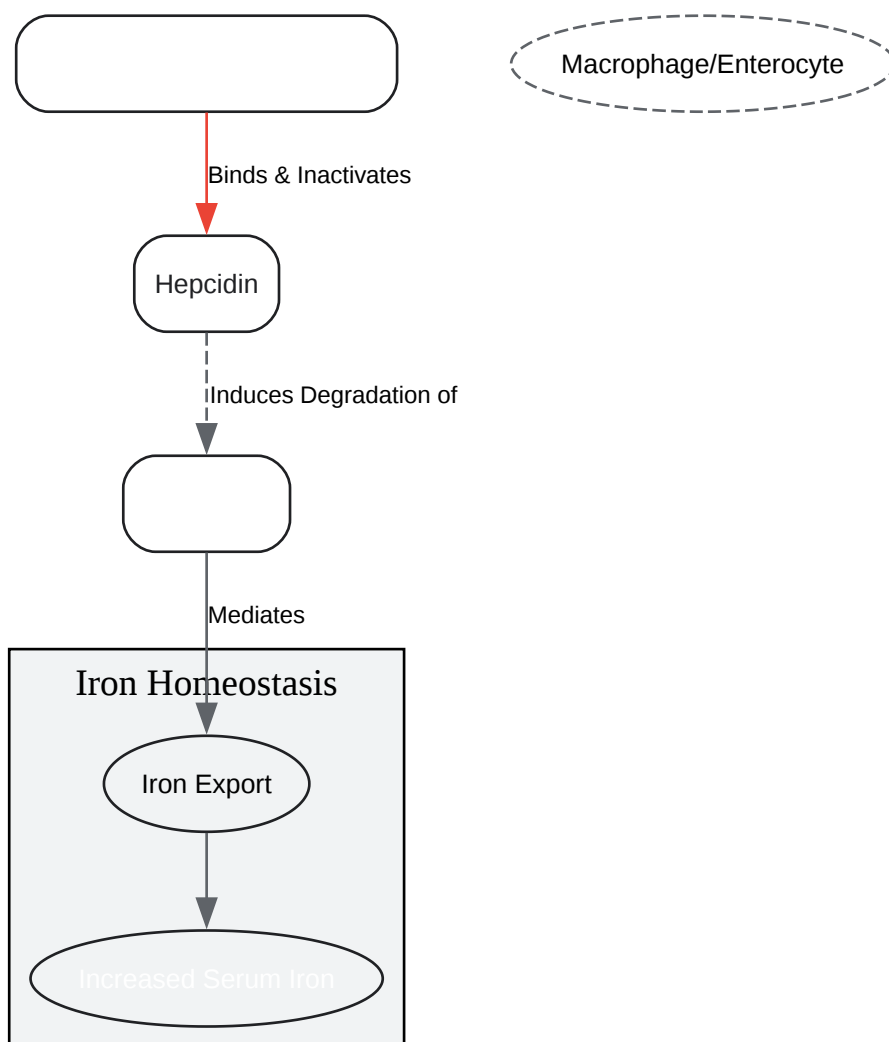 Macrophage/Enterocyte
Binds & Inactivates
Hepcidin
Induces Degradation of
Mediates
Iron Homeostasis
Iron Export
Increased Serum Iron